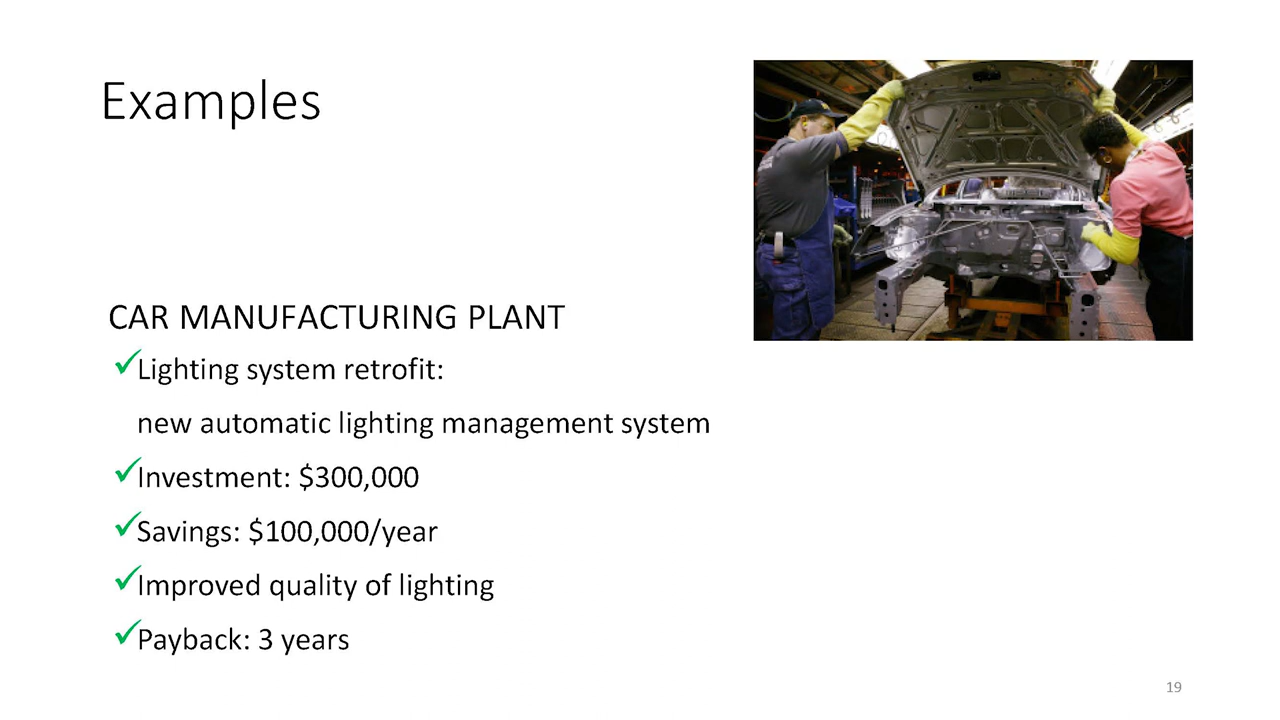 Examples
CAR MANUFACTURING PLANT
✓Lighting system retrofit:
new automatic lighting management system
✓Investment: $300,000
✓Savings: $100,000/year
✓Improved quality of lighting
✓Payback: 3 years
19